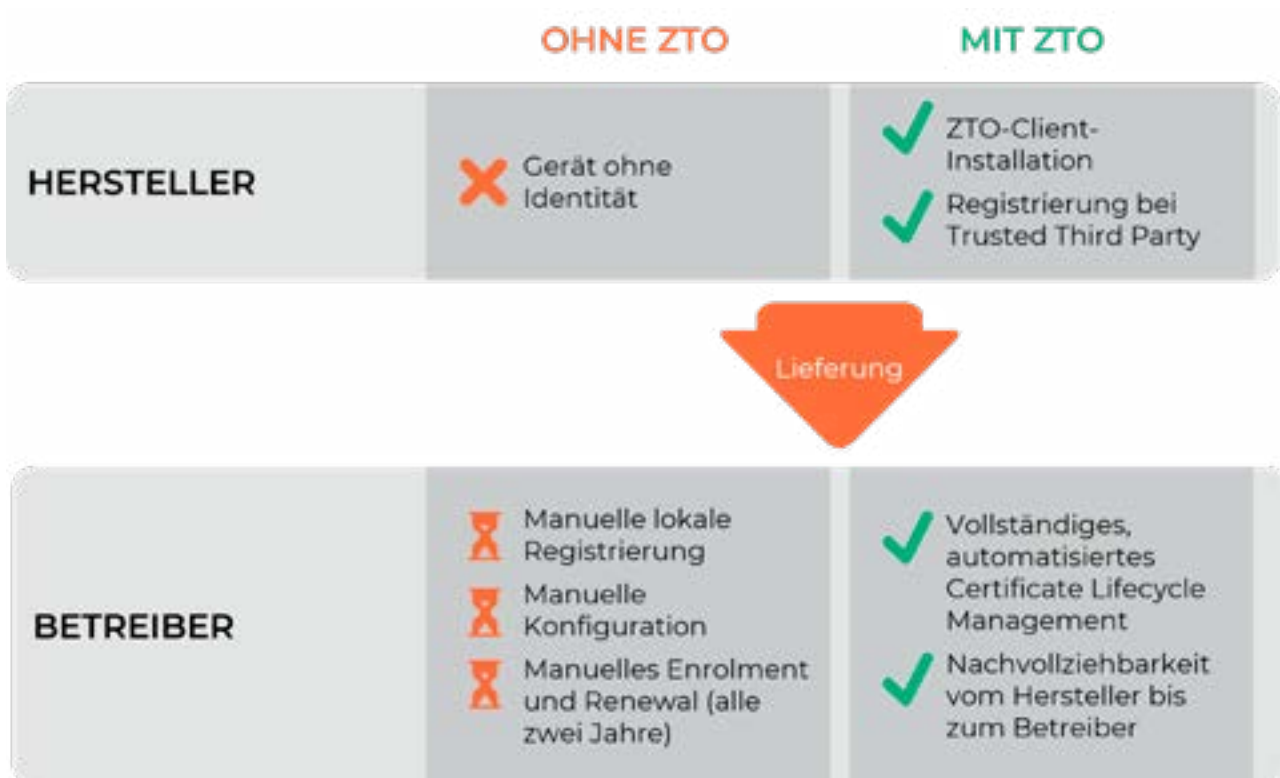 OHNE ZTO
MIT ZTO
HERSTELLER
Gerät ohne
Identität
ZTO-Client-
Installation
Registrierung bei
Trusted Third Party
Lieferung
BETREIBER
Manuelle lokale
Registrierung
Manuelle
Konfiguration
Manuelles Enrolment
und Renewal (alle
zwei Jahre)
Vollständiges,
automatisiertes
Certificate Lifecycle
Management
Nachvollziehbarkeit
vom Hersteller bis
zum Betreiber